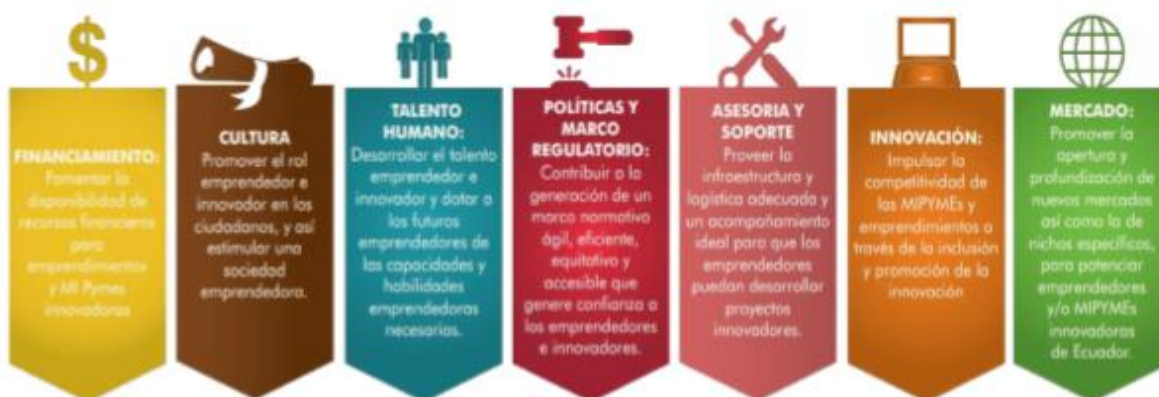 $
FINANCIAMIENTO:
Fomentar la
disponibilidad de
recursos financieros
para
emprendimientos
y Mi Pymes
innovadoras
CULTURA
Promover el rol
emprendedor e
innovador en los
ciudadanos, y así
estimular una
sociedad
emprendedora.
TALENTO
HUMANO:
Desarrollar el talento
emprendedor e
innovador y dotar a
los futuros
emprendedores de
las capacidades y
habilidades
emprendedoras
necesarias.
POLÍTICAS Y
MARCO
REGULATORIO:
Contribuir a la
generación de un
marco normativo
ágil, eficiente,
equitativo y
accesible que
genere confianza a
los emprendedores
e innovadores.
ASESORIA Y
SOPORTE
Proveer la
infraestructura y
logística adecuada y
un acompañamiento
ideal para que los
emprendedores
puedan desarrollar
proyectos
innovadores.
INNOVACIÓN:
Impulsar la
competitividad de
las MIPYMEs y
emprendimientos a
través de la inclusión
y promoción de la
innovación
MERCADO:
Promover la
apertura y
profundización de
nuevos mercados
así como la de
nichos específicos,
para potenciar
emprendedores
y/o MIPYMEs
innovadoras
de Ecuador.